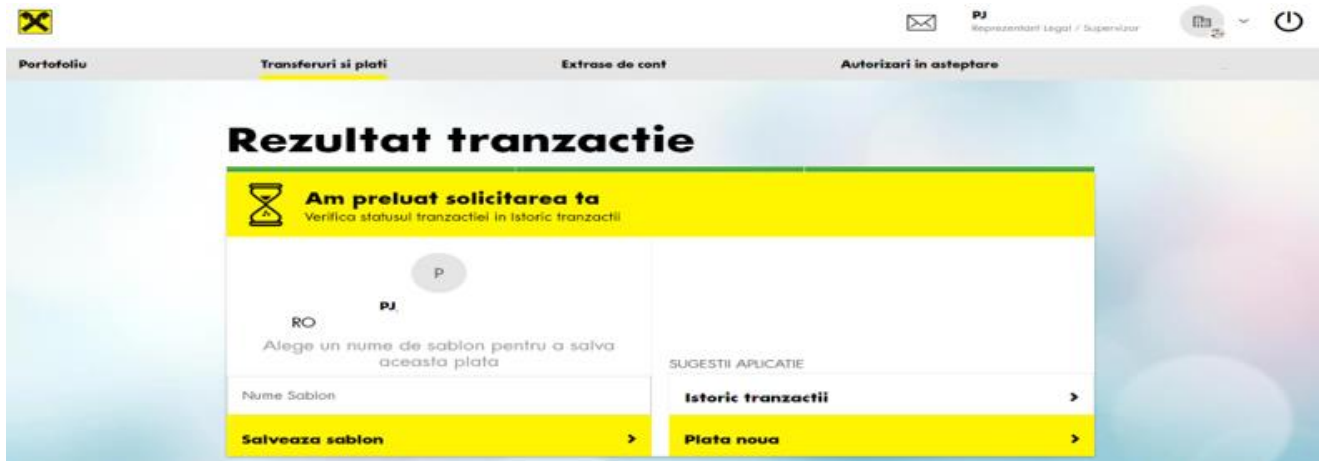 PJ
Reprezentant Legal / Supervizor
Portofoliu
Transferuri si plati
Extrase de cont
Autorizari in asteptare
Rezultat tranzactie
Am preluat solicitarea ta
Verifica statusul tranzactiei in Istoric tranzactii
P
PJ
RO
Alege un nume de sablon pentru a salva
aceasta plata
Nume Sablon
Salveaza sablon
SUGESTII APLICATIE
Istoric tranzactii
Plata noua